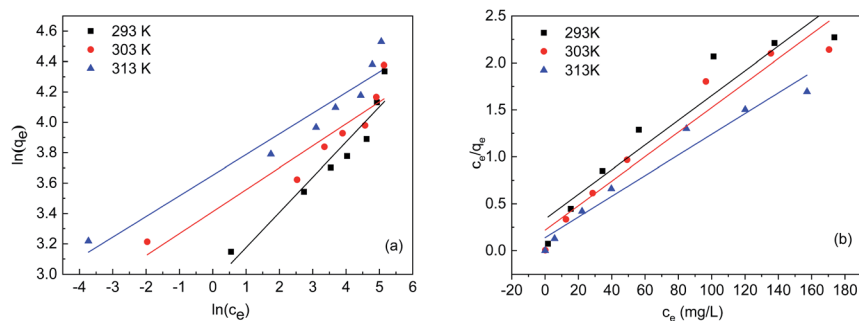 4.6
4.4
4.2
4.0
3.8
3.6
3.4
3.2
3.0
ln(qₑ)
293 K
303 K
313 K
(a)
-4 -3 -2 -1 0 1 2 3 4 5 6
ln(cₑ)
2.5
2.0
1.5
1.0
0.5
0.0
cₑ/qₑ
293K
303K
313K
(b)
-20 0 20 40 60 80 100 120 140 160 180
cₑ (mg/L)